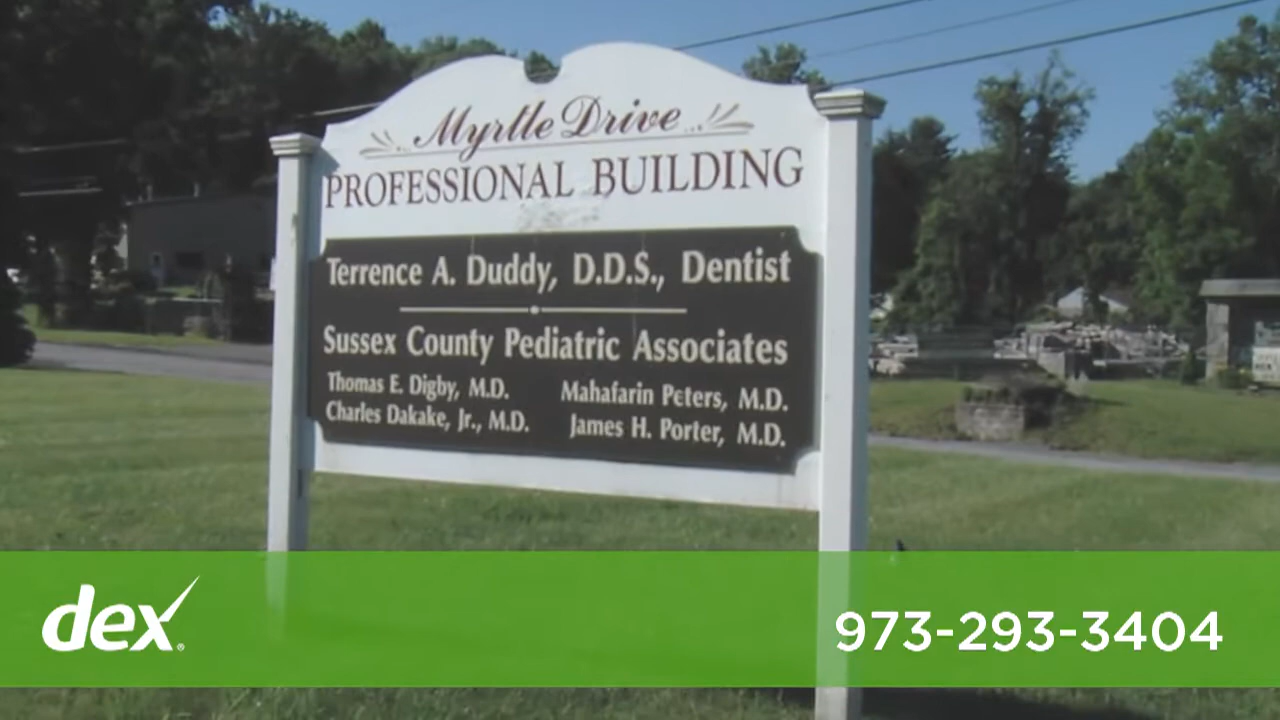 Myrtle Drive
PROFESSIONAL BUILDING
Terrence A. Duddy, D.D.S., Dentist
Sussex County Pediatric Associates
Thomas E. Digby, M.D. Mahafarin Peters, M.D.
Charles Dakake, Jr., M.D. James H. Porter, M.D.
dex®
973-293-3404